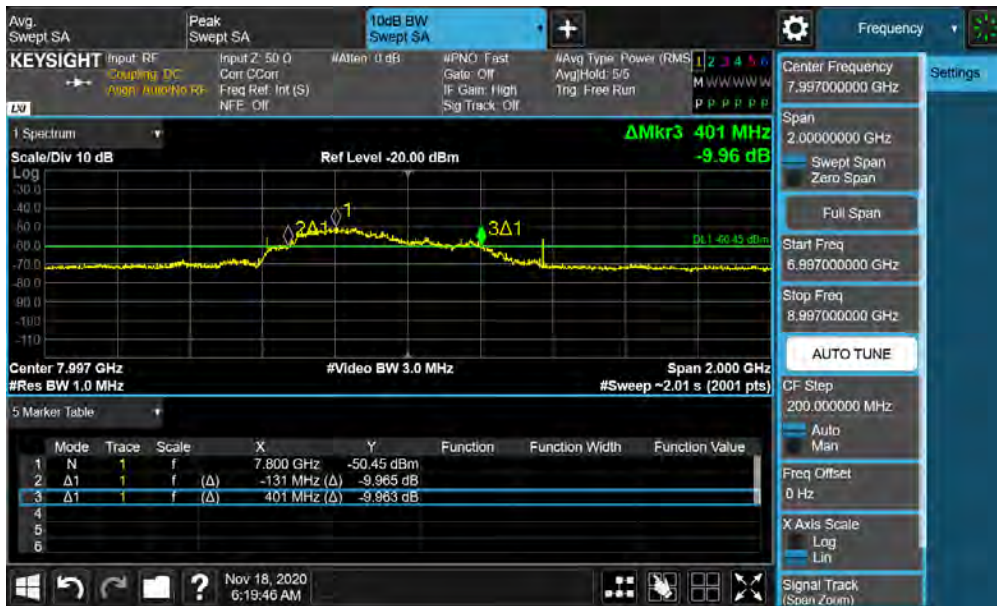 Avg.
Swept SA
Peak
Swept SA
10dB BW
Swept SA
Frequency
KEYSIGHT
Input: RF
Coupling: DC
Align: Auto/No RF
Input Z: 50 Ω
Corr CCorr
Freq Ref: Int (S)
NFE: Off
#Atten: 0 dB
#PNO: Fast
Gate: Off
IF Gain: High
Sig Track: Off
#Avg Type: Power (RMS
Avg|Hold: 5/5
Trig: Free Run
1 2 3 4 5 6
M W W W W W
P P P P P P
LXI
1 Spectrum
Scale/Div 10 dB
Log
Ref Level -20.00 dBm
ΔMkr3 401 MHz
-9.96 dB
-30.0
-40.0
-50.0
-60.0
-70.0
-80.0
-90.0
-100
-110
2Δ1
1
3Δ1
DL1 -60.45 dBm
Center 7.997 GHz
#Video BW 3.0 MHz
Span 2.000 GHz
#Res BW 1.0 MHz
#Sweep ~2.01 s (2001 pts)
5 Marker Table
Mode Trace Scale X Y Function Function Width Function Value
1 N 1 f 7.800 GHz -50.45 dBm
2 Δ1 1 f (Δ) -131 MHz (Δ) -9.965 dB
3 Δ1 1 f (Δ) 401 MHz (Δ) -9.963 dB
4
5
6
Nov 18, 2020
6:19:46 AM
Center Frequency
7.997000000 GHz
Settings
Span
2.00000000 GHz
Swept Span
Zero Span
Full Span
Start Freq
6.997000000 GHz
Stop Freq
8.997000000 GHz
AUTO TUNE
CF Step
200.000000 MHz
Auto
Man
Freq Offset
0 Hz
X Axis Scale
Log
Lin
Signal Track
(Span Zoom)